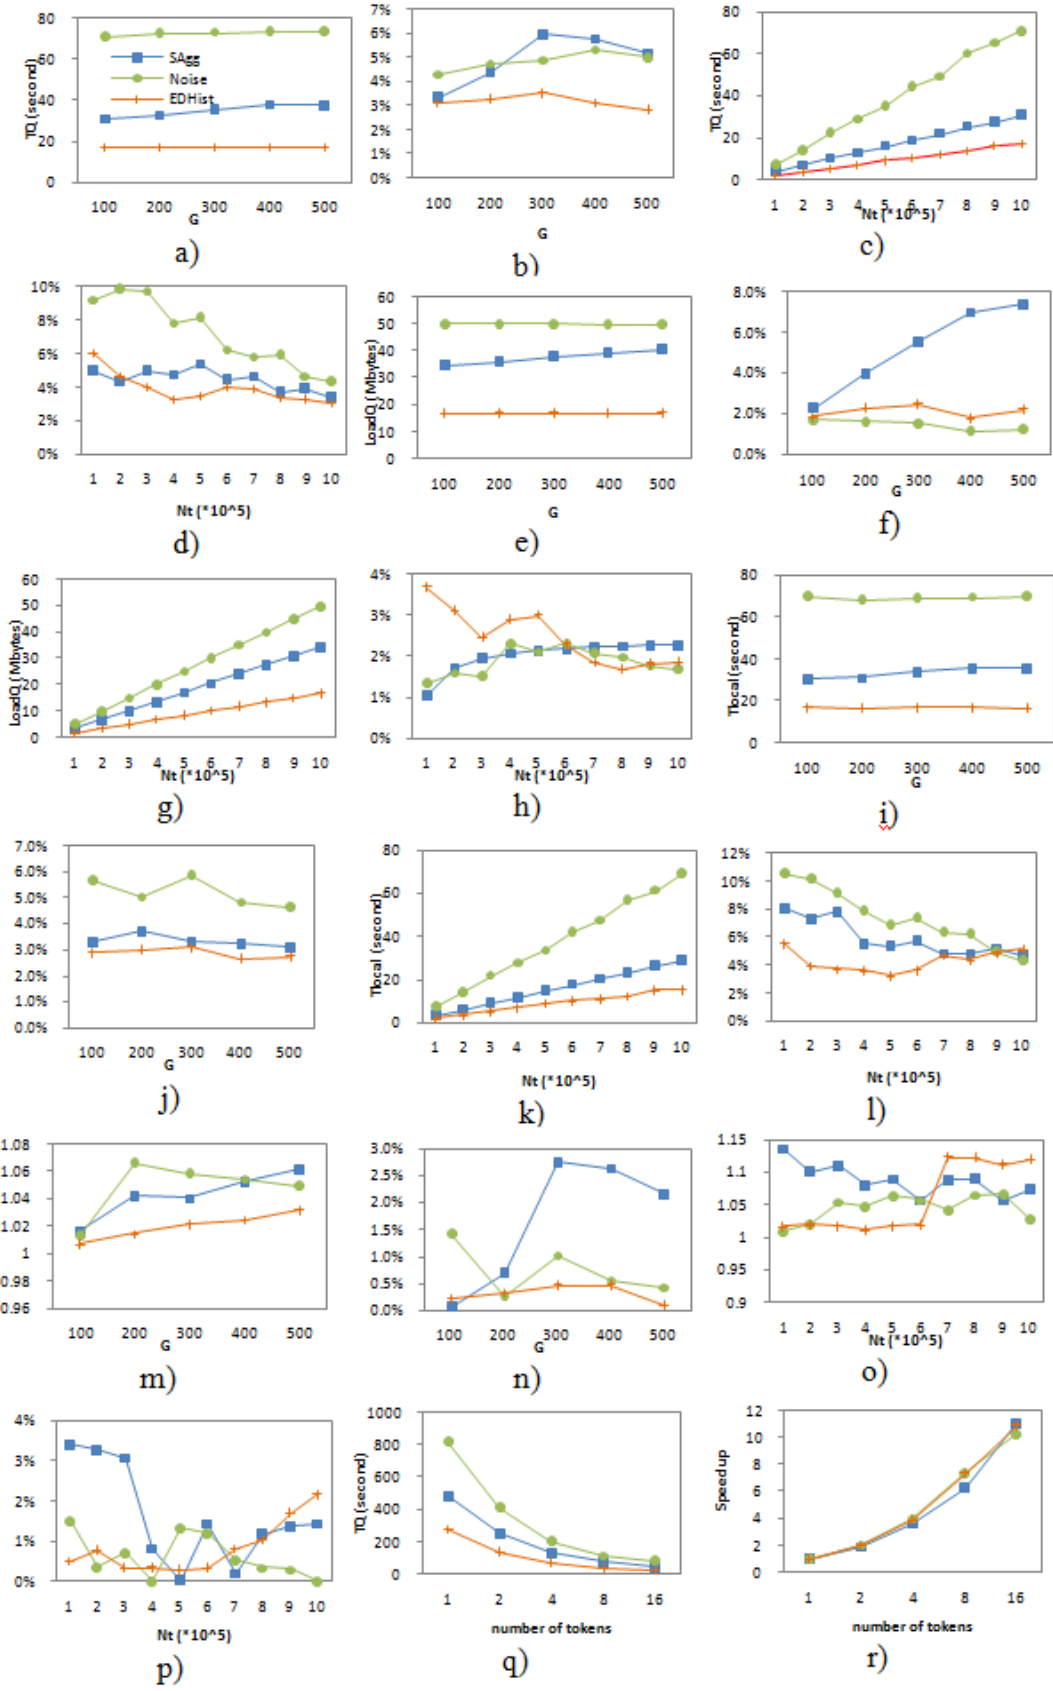 80
60
40
20
0
TQ (second)
SAgg
Noise
EDHist
100 200 300 400 500
G
a)
7%
6%
5%
4%
3%
2%
1%
0%
100 200 300 400 500
G
b)
80
60
40
20
0
TQ (second)
1 2 3 4 5 6 7 8 9 10
Nt (*10^5)
c)
10%
8%
6%
4%
2%
0%
1 2 3 4 5 6 7 8 9 10
Nt (*10^5)
d)
60
50
40
30
20
10
0
LoadQ (Mbytes)
100 200 300 400 500
G
e)
8.0%
6.0%
4.0%
2.0%
0.0%
100 200 300 400 500
G
f)
60
50
40
30
20
10
0
LoadQ (Mbytes)
1 2 3 4 5 6 7 8 9 10
Nt (*10^5)
g)
4%
3%
2%
1%
0%
1 2 3 4 5 6 7 8 9 10
Nt (*10^5)
h)
80
60
40
20
0
Tlocal (second)
100 200 300 400 500
G
i)
7.0%
6.0%
5.0%
4.0%
3.0%
2.0%
1.0%
0.0%
100 200 300 400 500
G
j)
80
60
40
20
0
Tlocal (second)
1 2 3 4 5 6 7 8 9 10
Nt (*10^5)
k)
12%
10%
8%
6%
4%
2%
0%
1 2 3 4 5 6 7 8 9 10
Nt (*10^5)
l)
1.08
1.06
1.04
1.02
1
0.98
0.96
100 200 300 400 500
G
m)
3.0%
2.5%
2.0%
1.5%
1.0%
0.5%
0.0%
100 200 300 400 500
G
n)
1.15
1.1
1.05
1
0.95
0.9
1 2 3 4 5 6 7 8 9 10
Nt (*10^5)
o)
4%
3%
2%
1%
0%
1 2 3 4 5 6 7 8 9 10
Nt (*10^5)
p)
1000
800
600
400
200
0
TQ (second)
1 2 4 8 16
number of tokens
q)
12
10
8
6
4
2
0
Speedup
1 2 4 8 16
number of tokens
r)